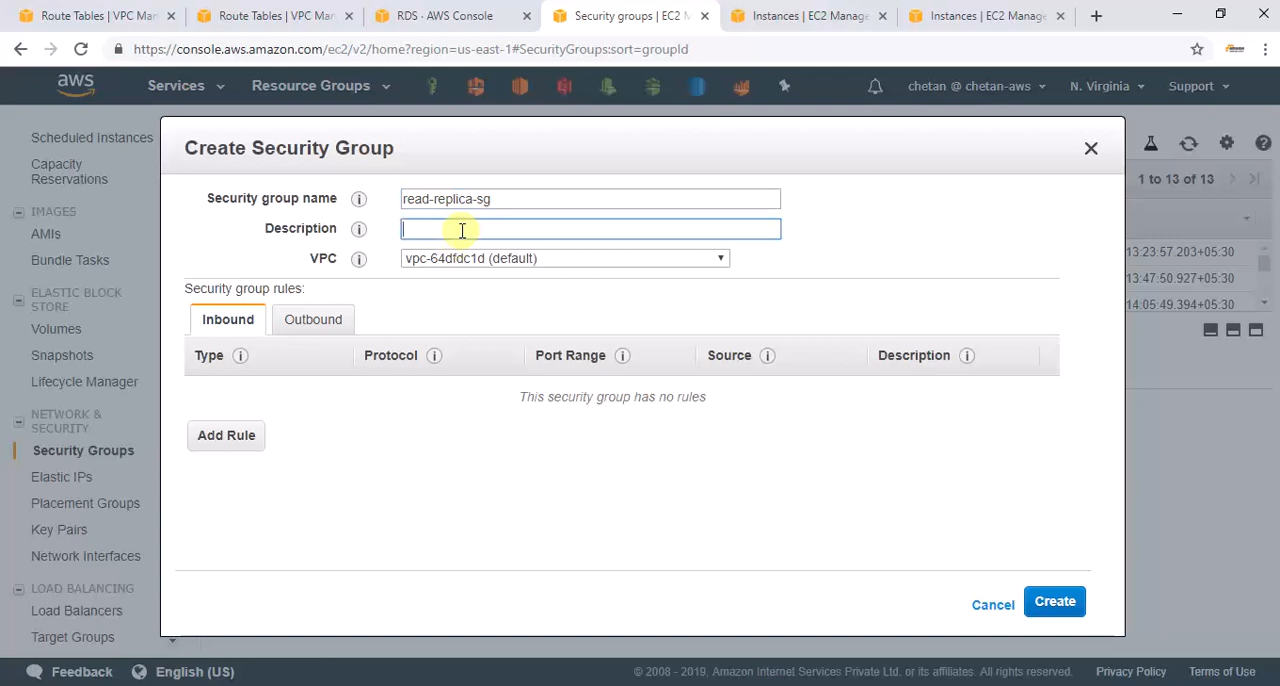 Route Tables | VPC Man
Route Tables | VPC Man
RDS · AWS Console
Security groups | EC2 M
Instances | EC2 Manage
Instances | EC2 Manage
https://console.aws.amazon.com/ec2/v2/home?region=us-east-1#SecurityGroups:sort=groupId
aws
Services
Resource Groups
chetan @ chetan-aws
N. Virginia
Support
Scheduled Instances
Capacity
Reservations
IMAGES
AMIs
Bundle Tasks
ELASTIC BLOCK
STORE
Volumes
Snapshots
Lifecycle Manager
NETWORK &
SECURITY
Security Groups
Elastic IPs
Placement Groups
Key Pairs
Network Interfaces
LOAD BALANCING
Load Balancers
Target Groups
Create Security Group
Security group name
read-replica-sg
Description
VPC
vpc-64dfdc1d (default)
Security group rules:
Inbound
Outbound
Type
Protocol
Port Range
Source
Description
This security group has no rules
Add Rule
Cancel
Create
1 to 13 of 13
13:23:57.203+05:30
13:47:50.927+05:30
14:05:49.394+05:30
Feedback
English (US)
© 2008 - 2019, Amazon Internet Services Private Ltd. or its affiliates. All rights reserved.
Privacy Policy
Terms of Use